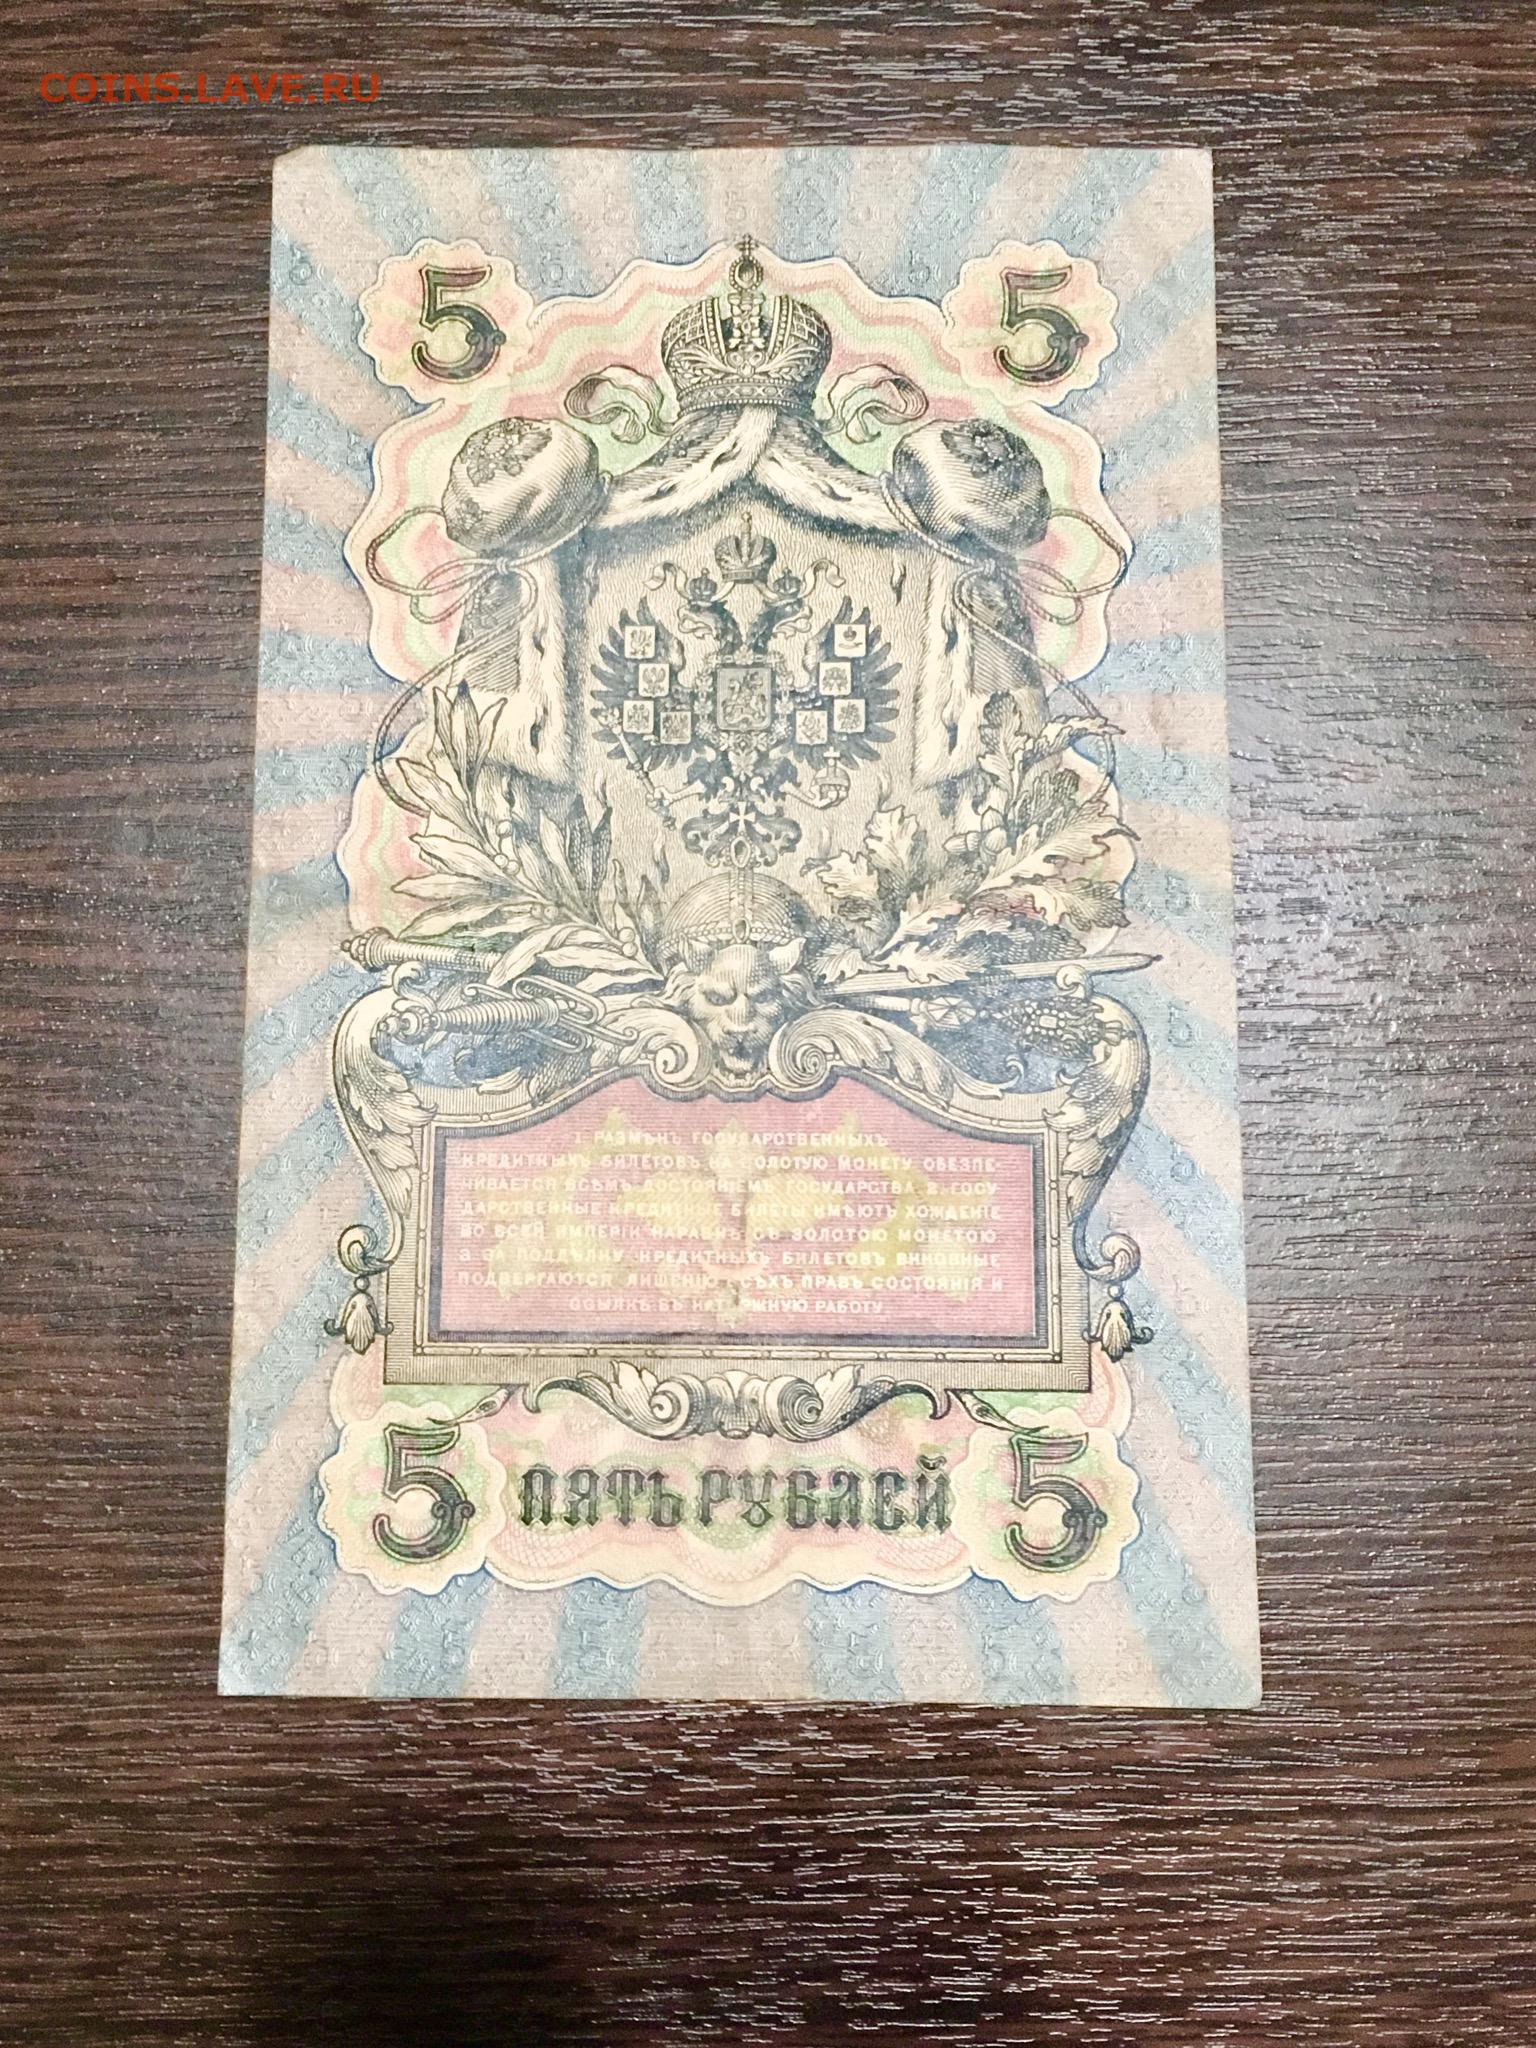 COINS.LAVE.RU
5 5
1. РАЗМѢНЪ ГОСУДАРСТВЕННЫХЪ
КРЕДИТНЫХЪ БИЛЕТОВЪ НА ЗОЛОТУЮ МОНЕТУ ОБЕЗПЕ-
ЧИВАЕТСЯ ВСѢМЪ ДОСТОЯНІЕМЪ ГОСУДАРСТВА. 2. ГОСУ-
ДАРСТВЕННЫЕ КРЕДИТНЫЕ БИЛЕТЫ ИМѢЮТЪ ХОЖДЕНІЕ
ВО ВСЕЙ ИМПЕРІИ НАРАВНѢ СЪ ЗОЛОТОЮ МОНЕТОЮ.
3 ЗА ПОДДѢЛКУ КРЕДИТНЫХЪ БИЛЕТОВЪ ВИНОВНЫЕ
ПОДВЕРГАЮТСЯ ЛИШЕНІЮ ВСѢХЪ ПРАВЪ СОСТОЯНІЯ И
ССЫЛКѢ ВЪ КАТОРЖНУЮ РАБОТУ.
5 ПЯТЬ РУБЛЕЙ 5